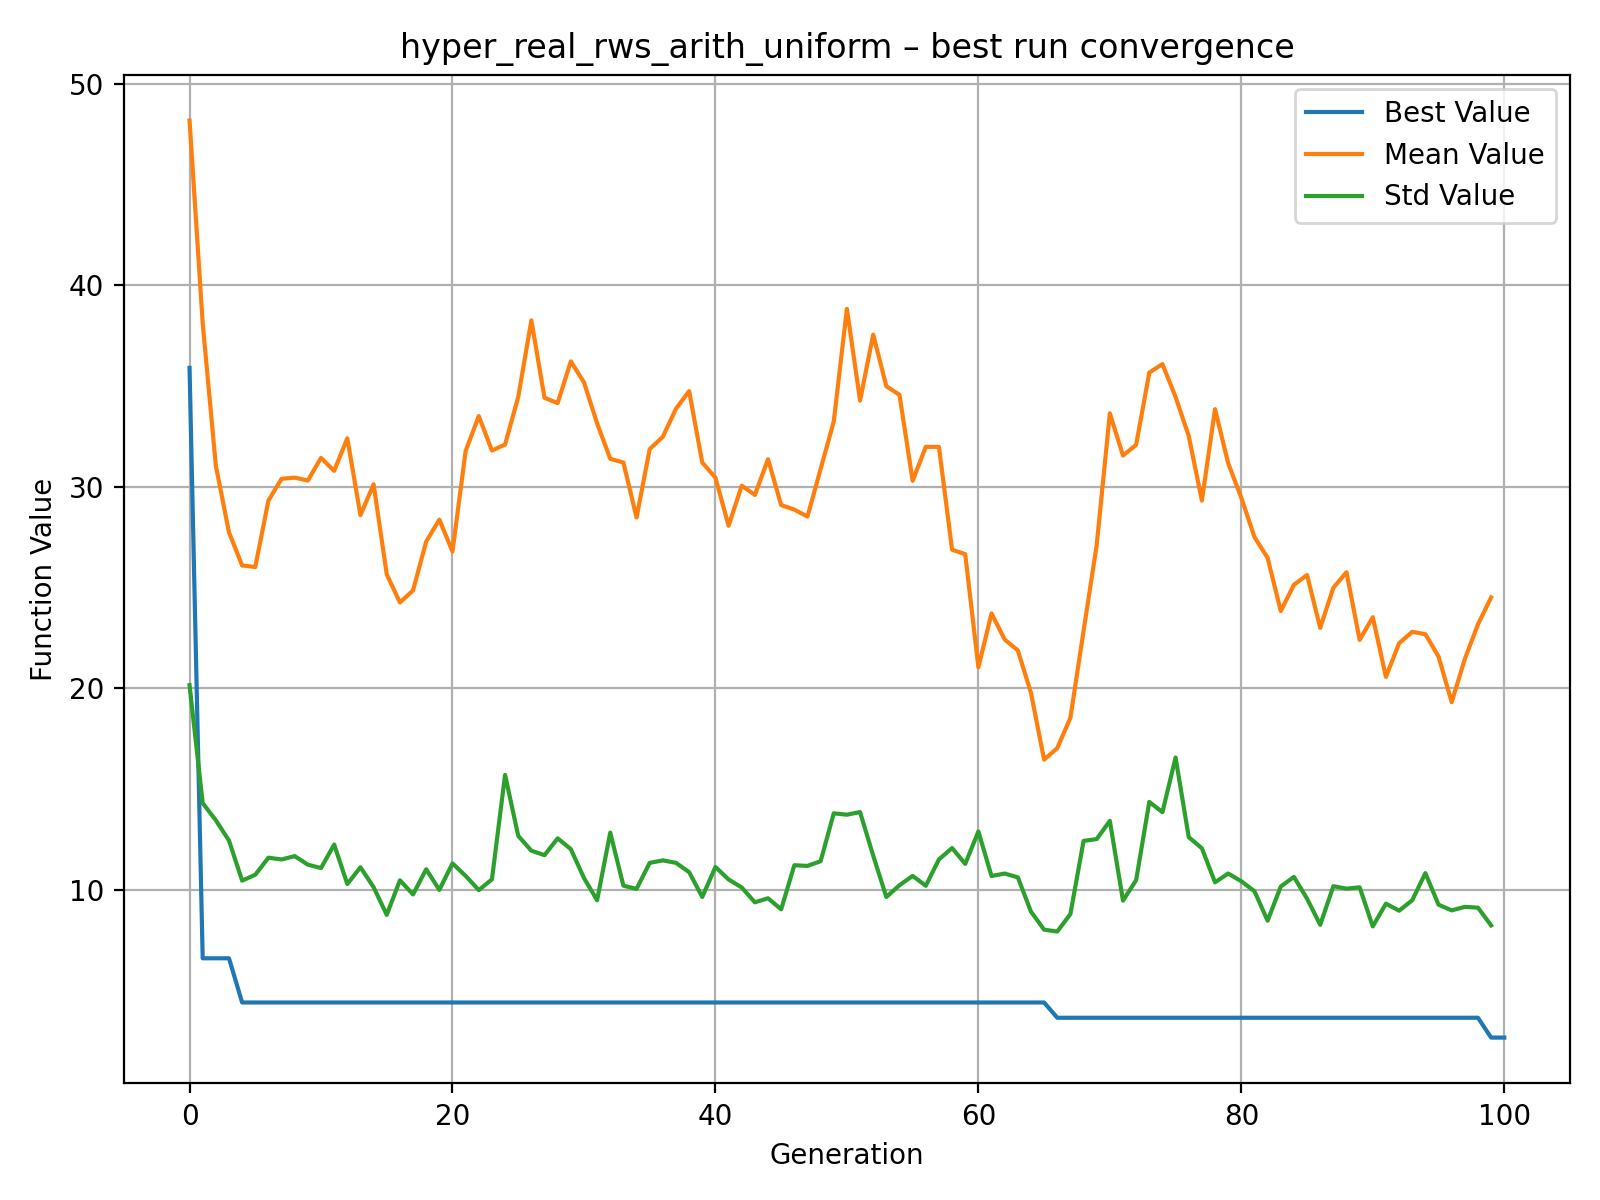 hyper_real_rws_arith_uniform – best run convergence
Best Value
Mean Value
Std Value
Function Value
50
40
30
20
10
0
20
40
60
80
100
Generation